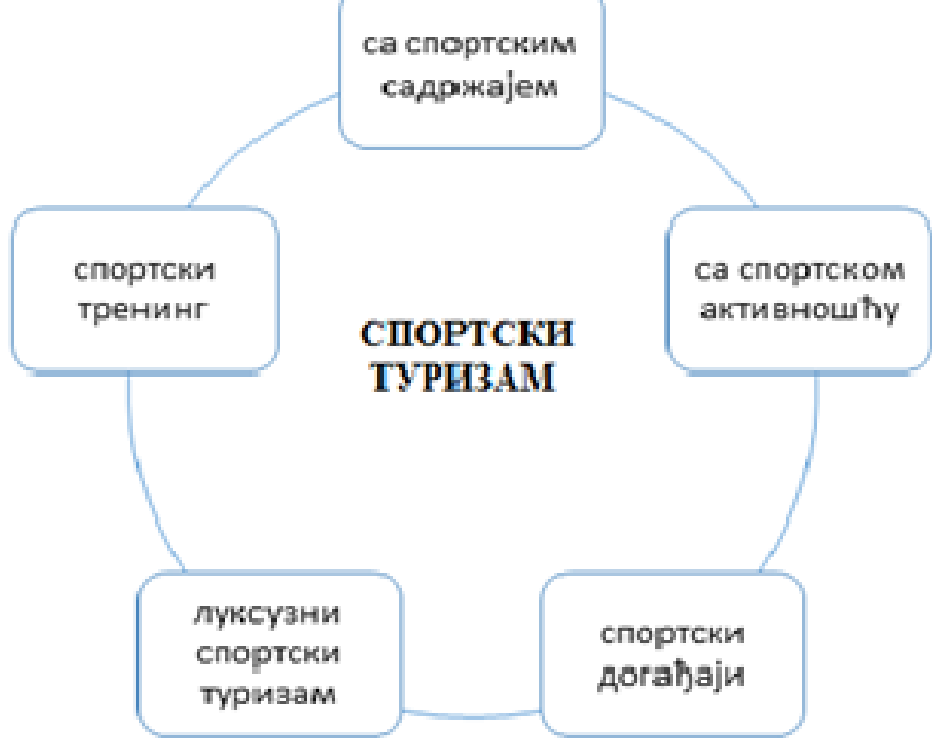 са спортским
садржајем
са спортском
активношћу
спортски
догађаји
луксузни
спортски
туризам
спортски
тренинг
СПОРТСКИ
ТУРИЗАМ